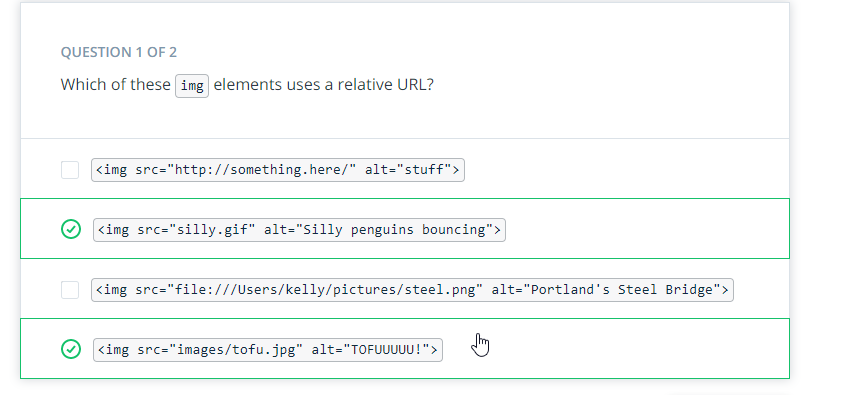 QUESTION 1 OF 2
Which of these img elements uses a relative URL?
<img src="http://something.here/" alt="stuff">
<img src="silly.gif" alt="Silly penguins bouncing">
<img src="file:///Users/kelly/pictures/steel.png" alt="Portland's Steel Bridge">
<img src="images/tofu.jpg" alt="TOFUUUUU!">